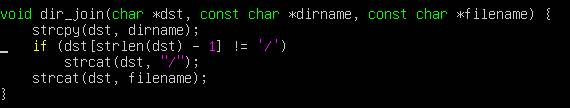 void dir_join(char *dst, const char *dirname, const char *filename) {
    strcpy(dst, dirname);
    if (dst[strlen(dst) - 1] != '/')
        strcat(dst, "/");
    strcat(dst, filename);
}